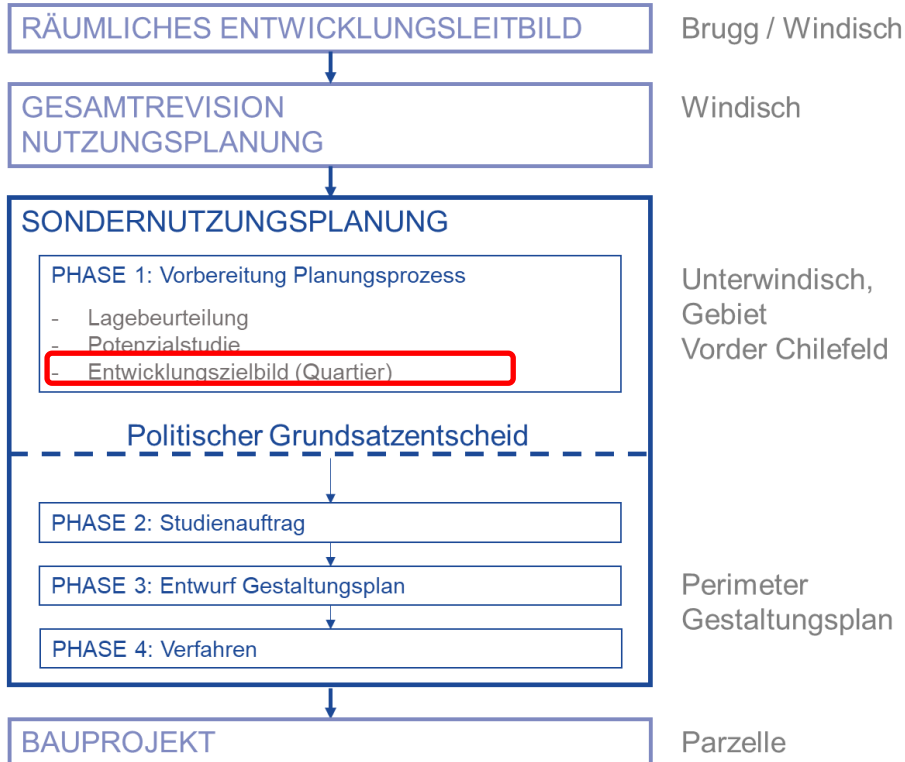 RÄUMLICHES ENTWICKLUNGSLEITBILD
Brugg / Windisch
GESAMTREVISION
NUTZUNGSPLANUNG
Windisch
SONDERNUTZUNGSPLANUNG
PHASE 1: Vorbereitung Planungsprozess
- Lagebeurteilung
- Potenzialstudie
- Entwicklungszielbild (Quartier)
Unterwindisch,
Gebiet
Vorder Chilefeld
Politischer Grundsatzentscheid
PHASE 2: Studienauftrag
PHASE 3: Entwurf Gestaltungsplan
PHASE 4: Verfahren
Perimeter
Gestaltungsplan
BAUPROJEKT
Parzelle